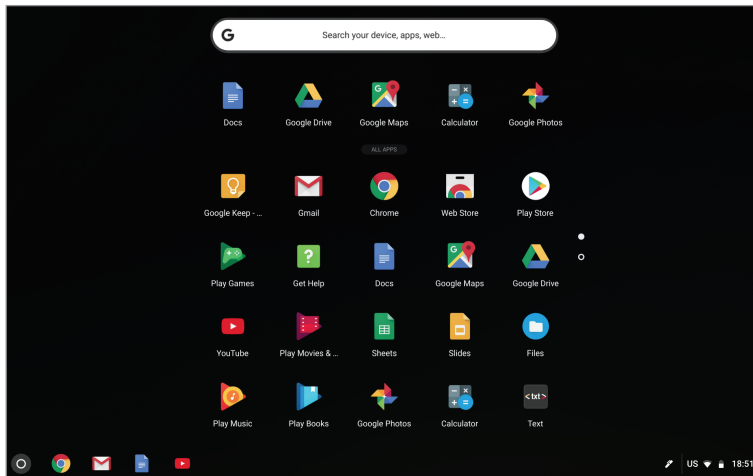 Search your device, apps, web...
Docs Google Drive Google Maps Calculator Google Photos
ALL APPS
Google Keep - ... Gmail Chrome Web Store Play Store
Play Games Get Help Docs Google Maps Google Drive
YouTube Play Movies & ... Sheets Slides Files
<txt>
Play Music Play Books Google Photos Calculator Text
US 18:51